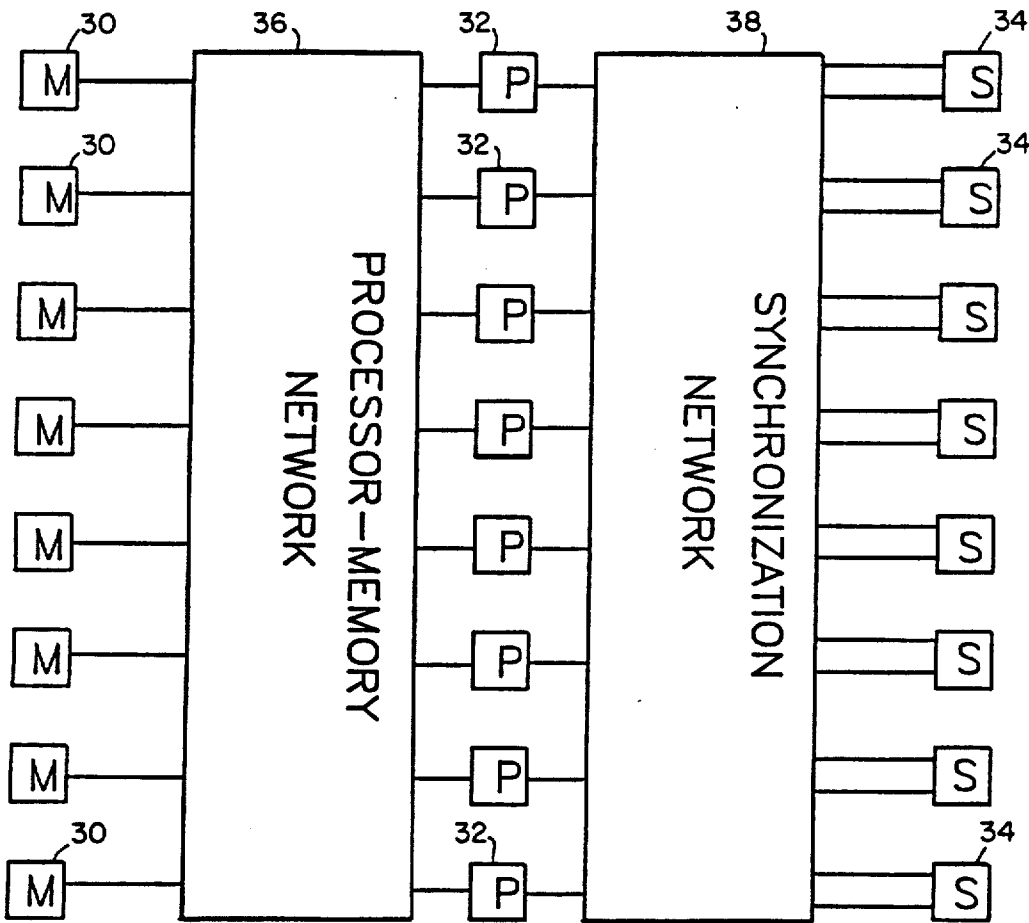 30 36 32 38 34
M P S
30 32 34
M P S
M P S
M P S
M P S
M P S
M P S
30 32 34
M P S
PROCESSOR-MEMORY
NETWORK
SYNCHRONIZATION
NETWORK